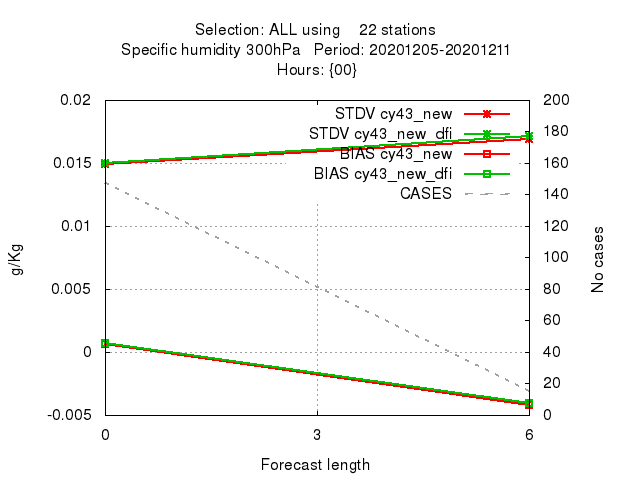 Selection: ALL using 22 stations
Specific humidity 300hPa Period: 20201205-20201211
Hours: {00}
0.02
0.015
0.01
0.005
0
-0.005
g/Kg
STDV cy43_new
STDV cy43_new_dfi
BIAS cy43_new
BIAS cy43_new_dfi
CASES
200
180
160
140
120
100
80
60
40
20
0
No cases
0
3
6
Forecast length